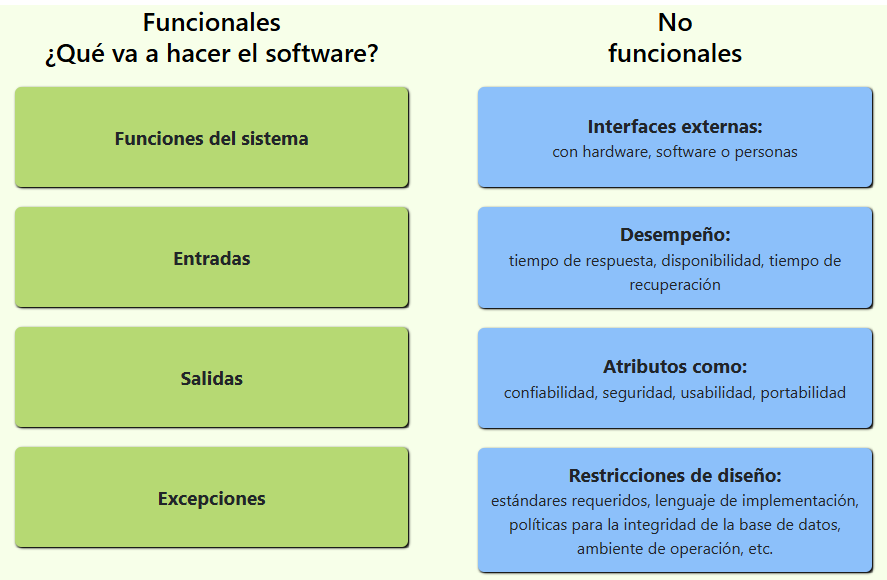 Funcionales
¿Qué va a hacer el software?
Funciones del sistema
Entradas
Salidas
Excepciones
No
funcionales
Interfaces externas:
con hardware, software o personas
Desempeño:
tiempo de respuesta, disponibilidad, tiempo de
recuperación
Atributos como:
confiabilidad, seguridad, usabilidad, portabilidad
Restricciones de diseño:
estándares requeridos, lenguaje de implementación,
políticas para la integridad de la base de datos,
ambiente de operación, etc.